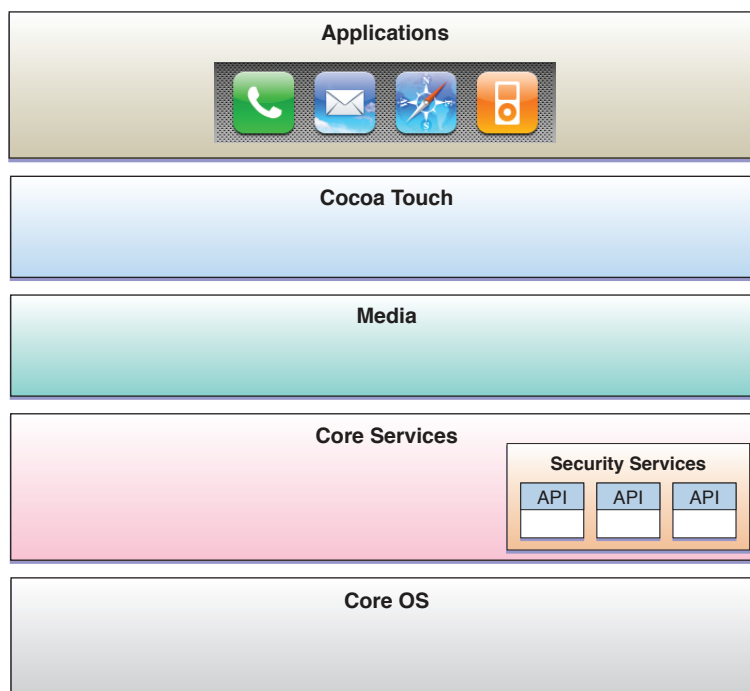 Applications
N
S
Cocoa Touch
Media
Core Services
Security Services
API API API
Core OS